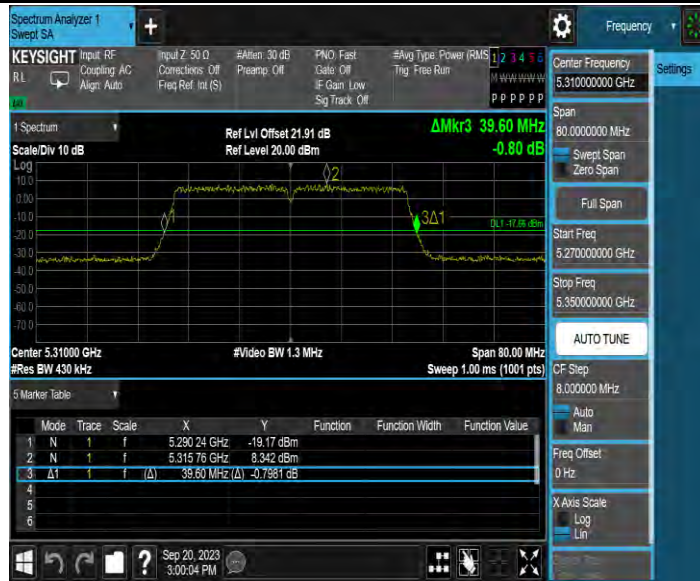 Spectrum Analyzer 1
Swept SA
+
Frequency
Settings
KEYSIGHT
RL
Input: RF
Coupling: AC
Align: Auto
Input Z: 50 Ω
Corrections: Off
Freq Ref: Int (S)
#Atten: 30 dB
Preamp: Off
PNO: Fast
Gate: Off
IF Gain: Low
Sig Track: Off
#Avg Type: Power (RMS
Trig: Free Run
1 2 3 4 5 6
M W W W W W
P P P P P P
1 Spectrum
Scale/Div 10 dB
Ref Lvl Offset 21.91 dB
Ref Level 20.00 dBm
ΔMkr3 39.60 MHz
-0.80 dB
Log
10.0
0.00
-10.0
-20.0
-30.0
-40.0
-50.0
-60.0
-70.0
1
2
3Δ1
DL1 -17.66 dBm
Center 5.31000 GHz
#Res BW 430 kHz
#Video BW 1.3 MHz
Span 80.00 MHz
Sweep 1.00 ms (1001 pts)
5 Marker Table
Mode Trace Scale X Y Function Function Width Function Value
1 N 1 f 5.290 24 GHz -19.17 dBm
2 N 1 f 5.315 76 GHz 8.342 dBm
3 Δ1 1 f (Δ) 39.60 MHz (Δ) -0.7981 dB
4
5
6
Center Frequency
5.310000000 GHz
Span
80.0000000 MHz
Swept Span
Zero Span
Full Span
Start Freq
5.270000000 GHz
Stop Freq
5.350000000 GHz
AUTO TUNE
CF Step
8.000000 MHz
Auto
Man
Freq Offset
0 Hz
X Axis Scale
Log
Lin
?
Sep 20, 2023
3:00:04 PM